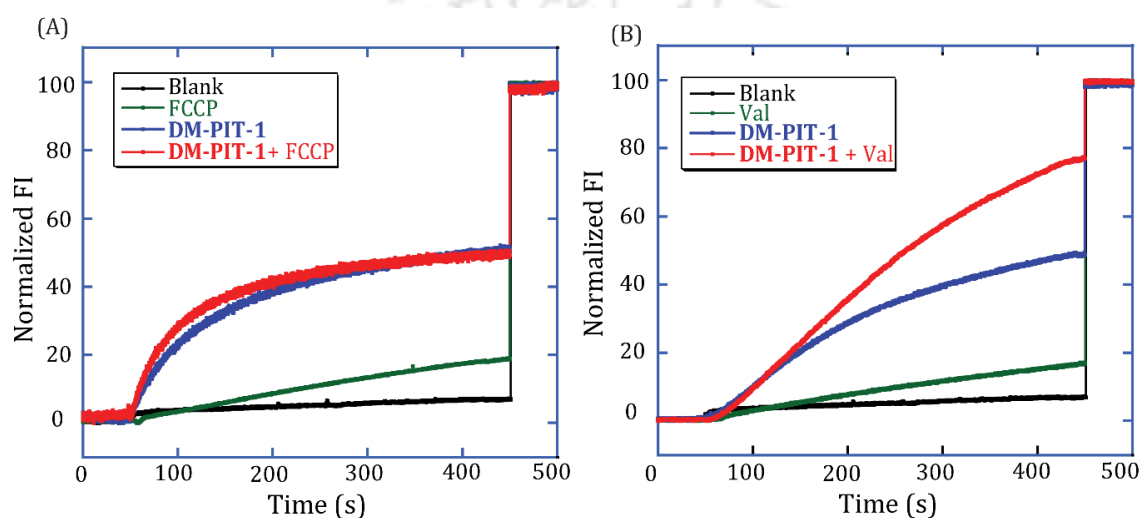 (A)
Blank
FCCP
DM-PIT-1
DM-PIT-1+ FCCP
Normalized FI
100
80
60
40
20
0
0 100 200 300 400 500
Time (s)
(B)
Blank
Val
DM-PIT-1
DM-PIT-1 + Val
Normalized FI
100
80
60
40
20
0
0 100 200 300 400 500
Time (s)